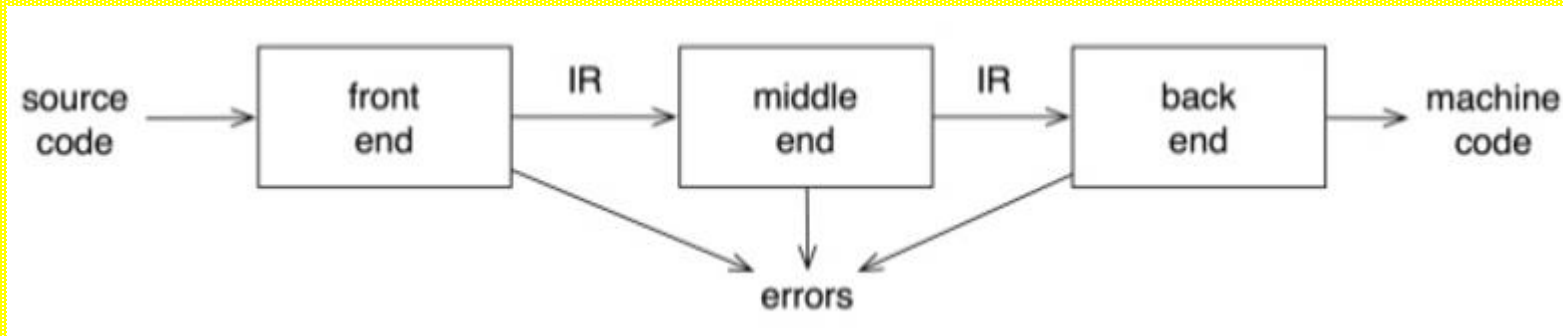 source
code
front
end
IR
middle
end
IR
back
end
machine
code
errors